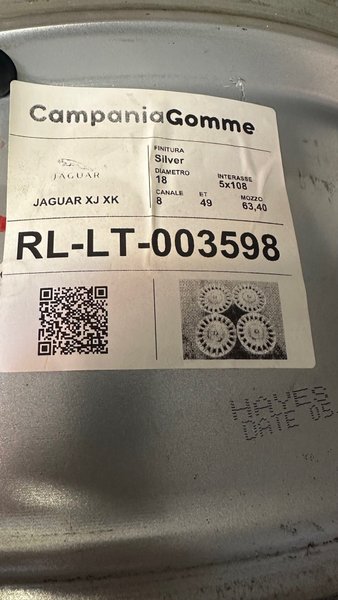 CampaniaGomme
JAGUAR
JAGUAR XJ XK
FINITURA
Silver
DIAMETRO INTERASSE
18 5x108
CANALE ET MOZZO
8 49 63,40
RL-LT-003598
HAYES
DATE